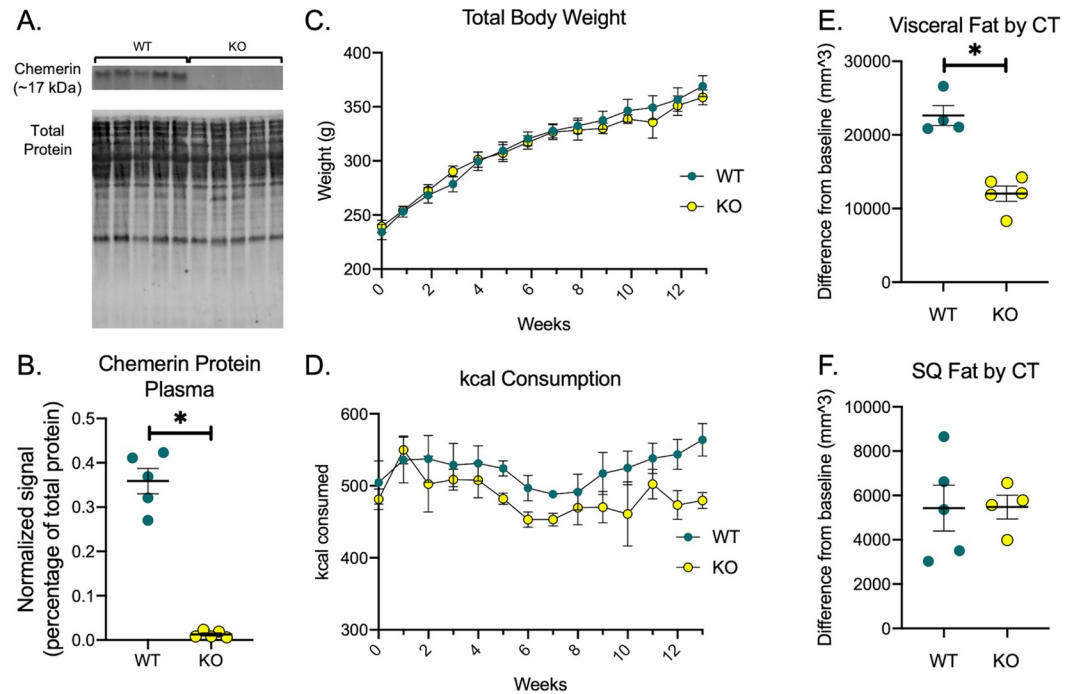 A.
WT
KO
Chemerin
(~17 kDa)
Total
Protein
B.
Chemerin Protein
Plasma
*
Normalized signal
(percentage of total protein)
0.5
0.4
0.3
0.2
0.1
0.0
WT
KO
C.
Total Body Weight
Weight (g)
400
350
300
250
200
0
2
4
6
8
10
12
Weeks
WT
KO
D.
kcal Consumption
kcal consumed
600
500
400
300
0
2
4
6
8
10
12
Weeks
WT
KO
E.
Visceral Fat by CT
*
Difference from baseline (mm^3)
30000
20000
10000
0
WT
KO
F.
SQ Fat by CT
Difference from baseline (mm^3)
10000
8000
6000
4000
2000
0
WT
KO